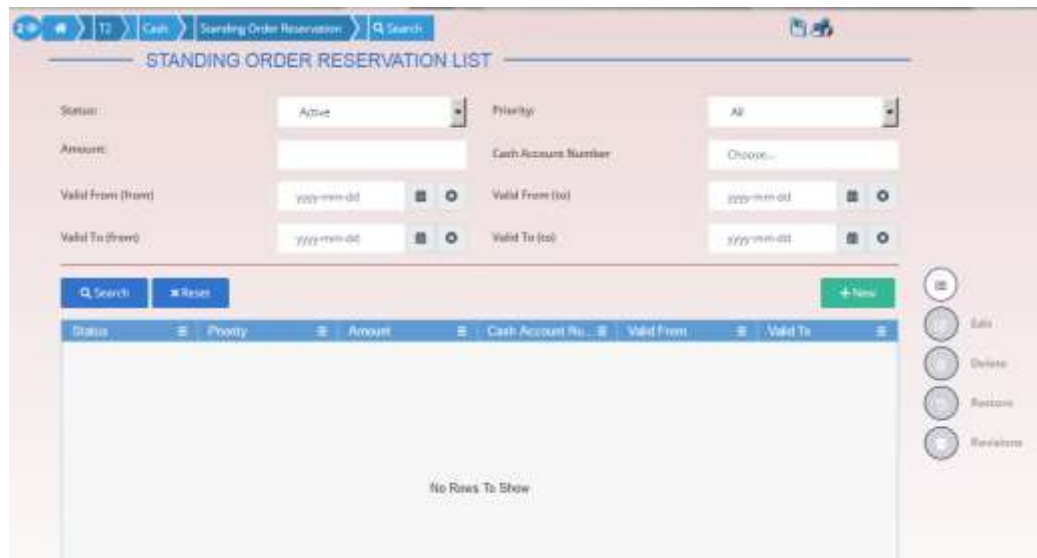 T2 Cash Standing Order Reservation Search
STANDING ORDER RESERVATION LIST
Status: Active Priority: All
Amount: Cash Account Number Choose...
Valid From (from) yyyy-mm-dd Valid From (to) yyyy-mm-dd
Valid To (from) yyyy-mm-dd Valid To (to) yyyy-mm-dd
Search Reset New
Status Priority Amount Cash Account Nu... Valid From Valid To
Edit
Delete
Restore
Revisions
No Rows To Show